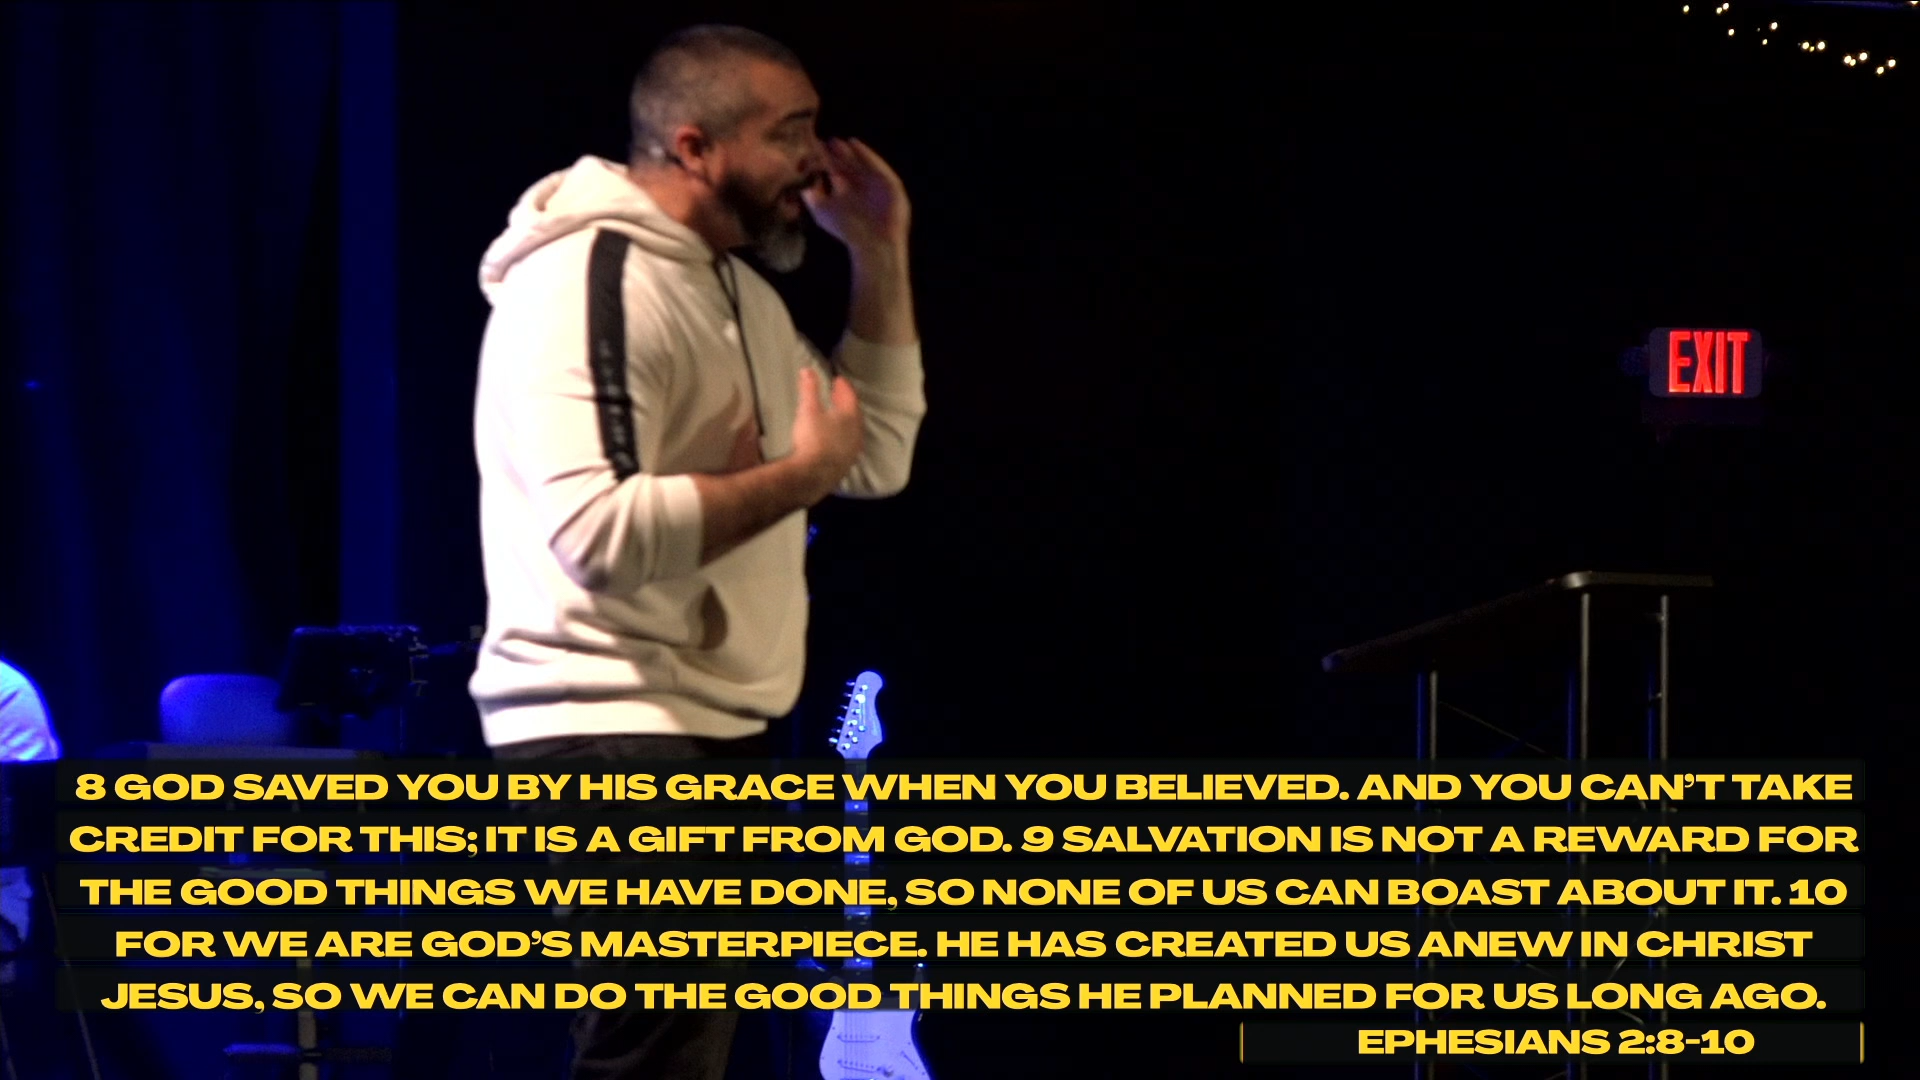 EXIT
8 GOD SAVED YOU BY HIS GRACE WHEN YOU BELIEVED. AND YOU CAN’T TAKE
CREDIT FOR THIS; IT IS A GIFT FROM GOD. 9 SALVATION IS NOT A REWARD FOR
THE GOOD THINGS WE HAVE DONE, SO NONE OF US CAN BOAST ABOUT IT. 10
FOR WE ARE GOD’S MASTERPIECE. HE HAS CREATED US ANEW IN CHRIST
JESUS, SO WE CAN DO THE GOOD THINGS HE PLANNED FOR US LONG AGO.
EPHESIANS 2:8-10